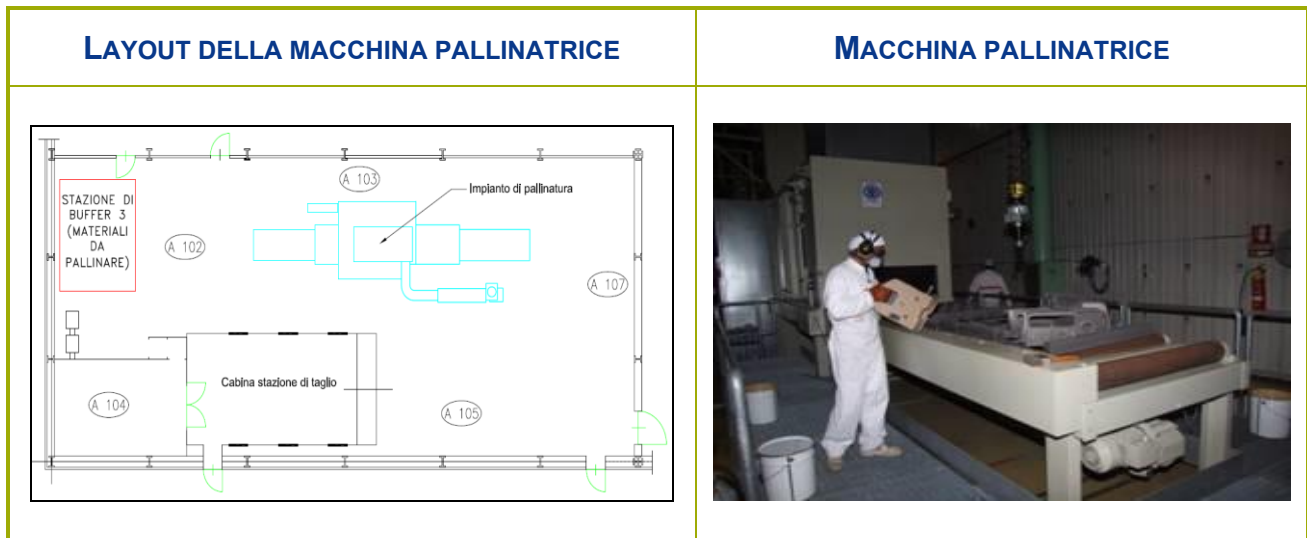 LAYOUT DELLA MACCHINA PALLINATRICE
MACCHINA PALLINATRICE
A 103
Impianto di pallinatura
STAZIONE DI
BUFFER 3
(MATERIALI
DA
PALLINARE)
A 102
A 107
Cabina stazione di taglio
A 104
A 105